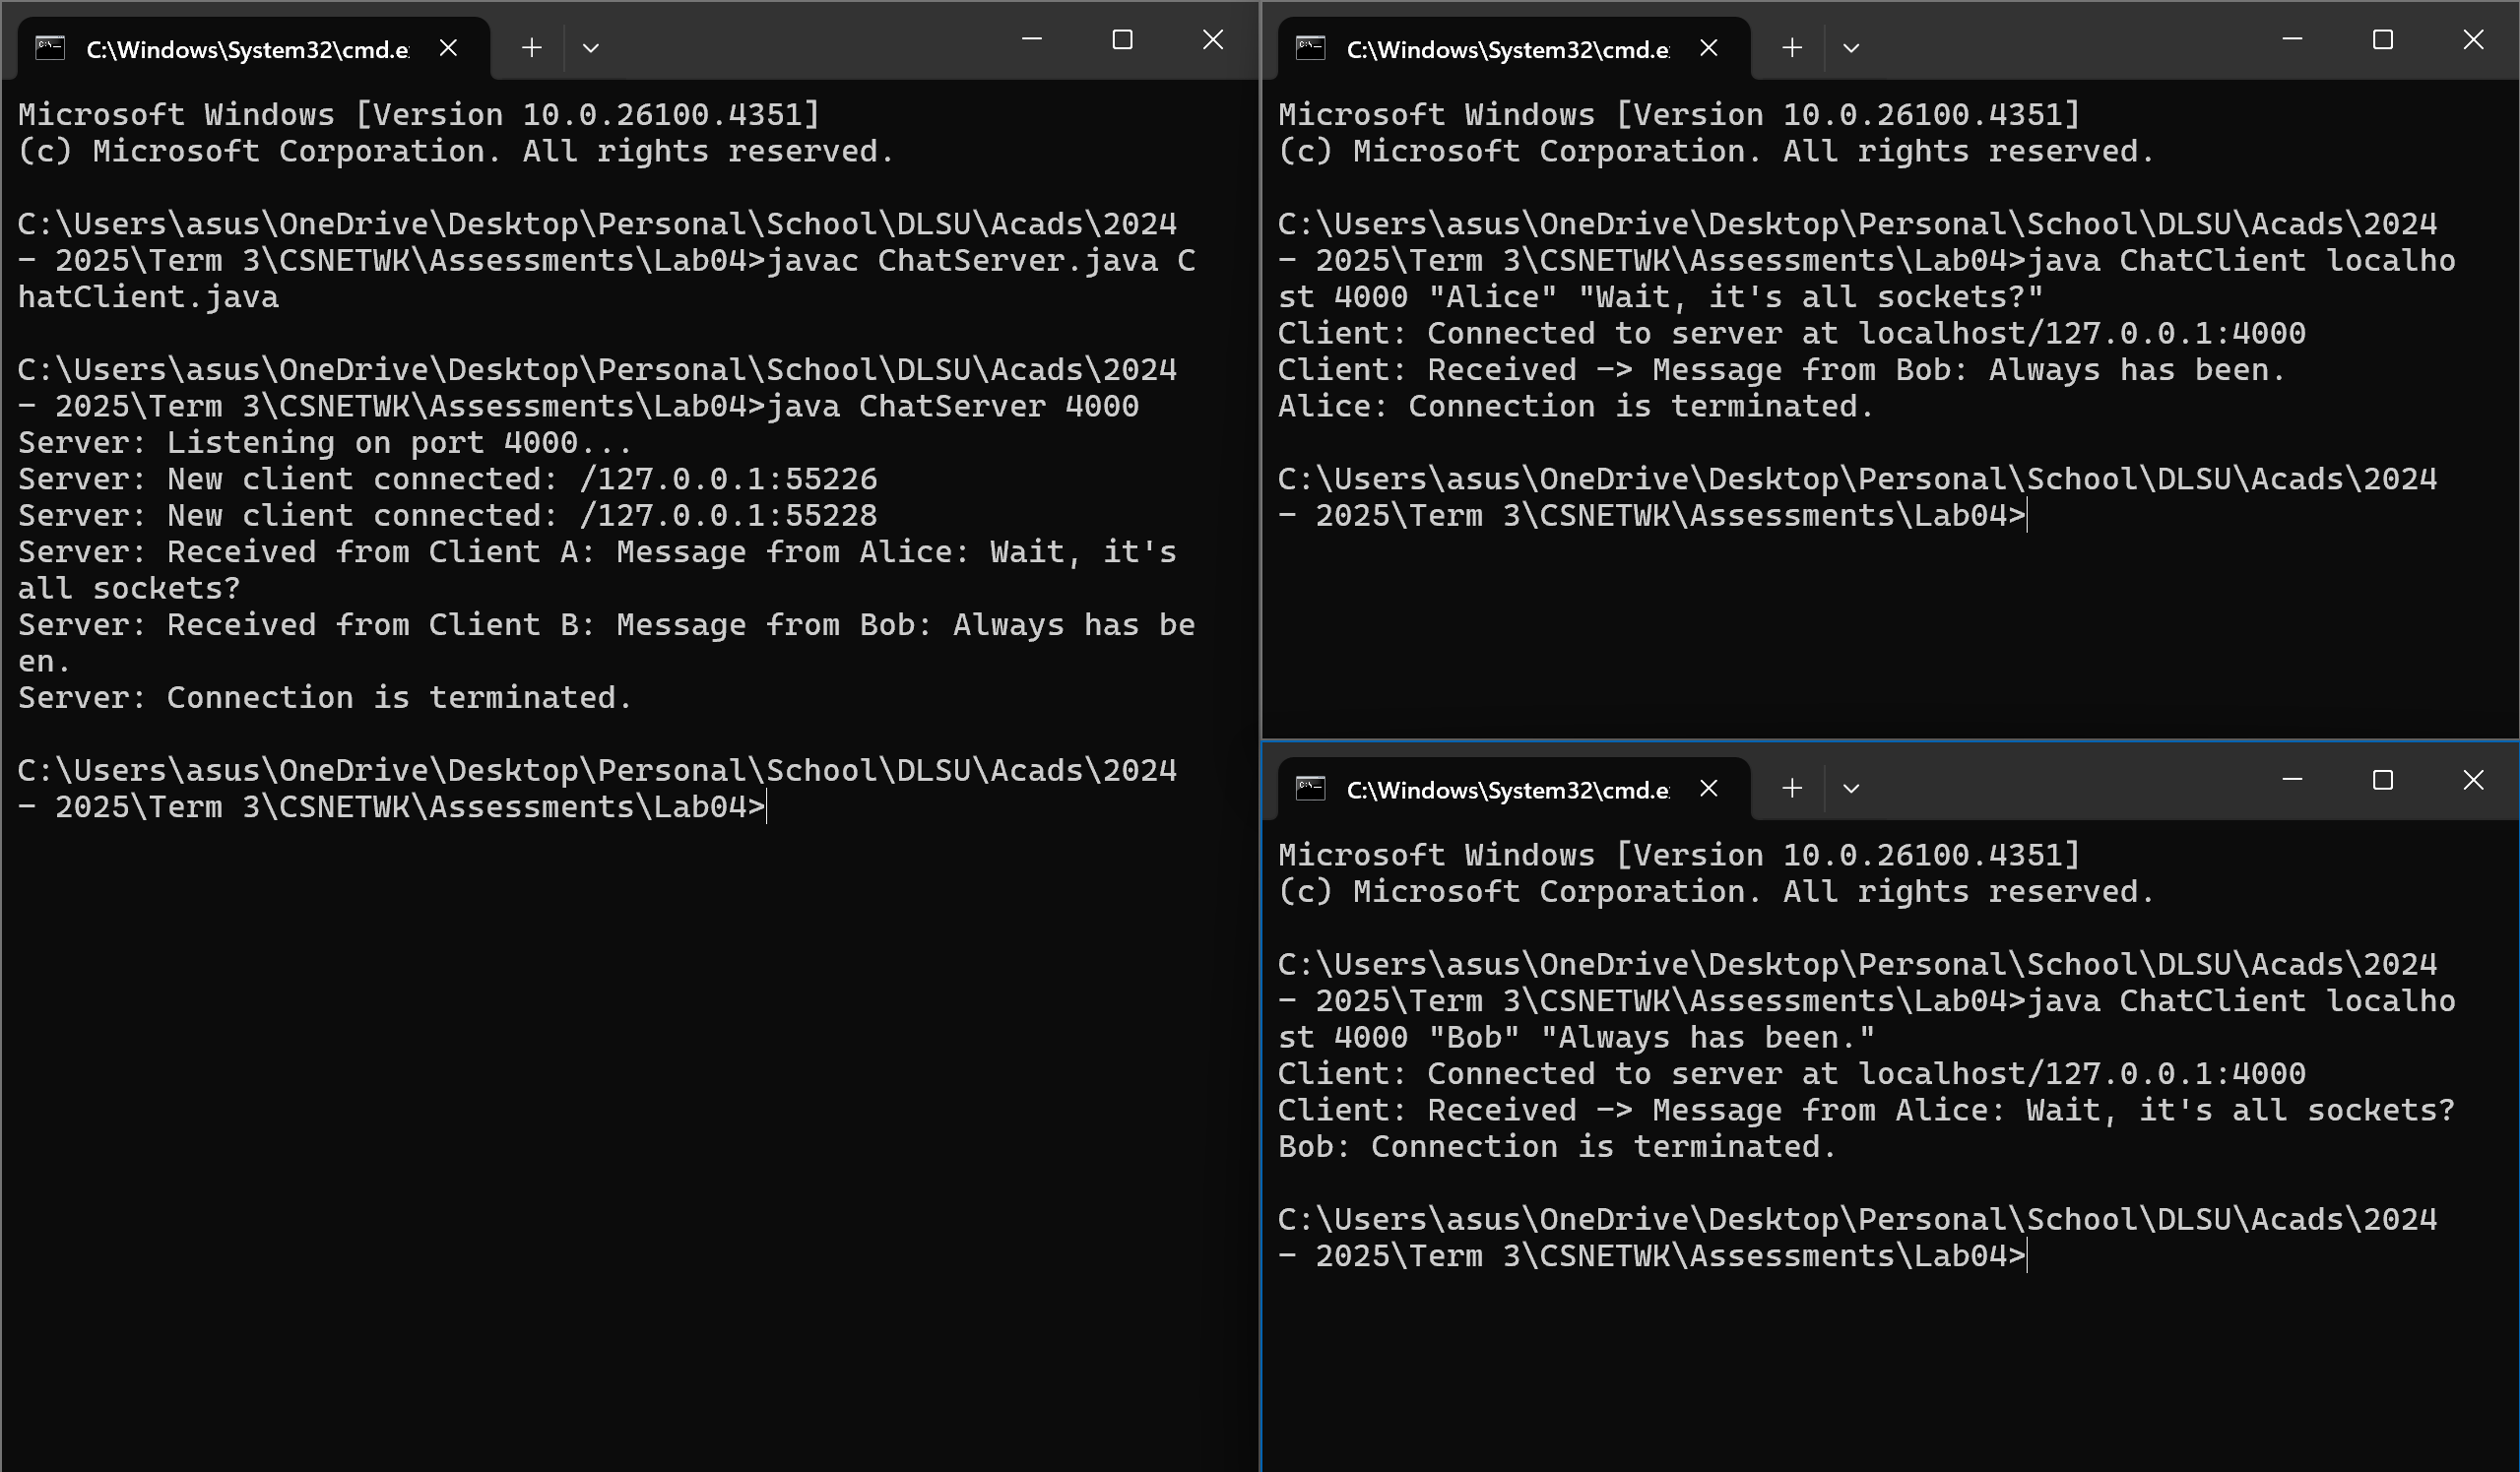 C:\Windows\System32\cmd.e
Microsoft Windows [Version 10.0.26100.4351]
(c) Microsoft Corporation. All rights reserved.
C:\Users\asus\OneDrive\Desktop\Personal\School\DLSU\Acads\2024
- 2025\Term 3\CSNETWK\Assessments\Lab04>javac ChatServer.java C
hatClient.java
C:\Users\asus\OneDrive\Desktop\Personal\School\DLSU\Acads\2024
- 2025\Term 3\CSNETWK\Assessments\Lab04>java ChatServer 4000
Server: Listening on port 4000...
Server: New client connected: /127.0.0.1:55226
Server: New client connected: /127.0.0.1:55228
Server: Received from Client A: Message from Alice: Wait, it's
all sockets?
Server: Received from Client B: Message from Bob: Always has be
en.
Server: Connection is terminated.
C:\Users\asus\OneDrive\Desktop\Personal\School\DLSU\Acads\2024
- 2025\Term 3\CSNETWK\Assessments\Lab04>
C:\Windows\System32\cmd.e
Microsoft Windows [Version 10.0.26100.4351]
(c) Microsoft Corporation. All rights reserved.
C:\Users\asus\OneDrive\Desktop\Personal\School\DLSU\Acads\2024
- 2025\Term 3\CSNETWK\Assessments\Lab04>java ChatClient localho
st 4000 "Alice" "Wait, it's all sockets?"
Client: Connected to server at localhost/127.0.0.1:4000
Client: Received -> Message from Bob: Always has been.
Alice: Connection is terminated.
C:\Users\asus\OneDrive\Desktop\Personal\School\DLSU\Acads\2024
- 2025\Term 3\CSNETWK\Assessments\Lab04>
C:\Windows\System32\cmd.e
Microsoft Windows [Version 10.0.26100.4351]
(c) Microsoft Corporation. All rights reserved.
C:\Users\asus\OneDrive\Desktop\Personal\School\DLSU\Acads\2024
- 2025\Term 3\CSNETWK\Assessments\Lab04>java ChatClient localho
st 4000 "Bob" "Always has been."
Client: Connected to server at localhost/127.0.0.1:4000
Client: Received -> Message from Alice: Wait, it's all sockets?
Bob: Connection is terminated.
C:\Users\asus\OneDrive\Desktop\Personal\School\DLSU\Acads\2024
- 2025\Term 3\CSNETWK\Assessments\Lab04>